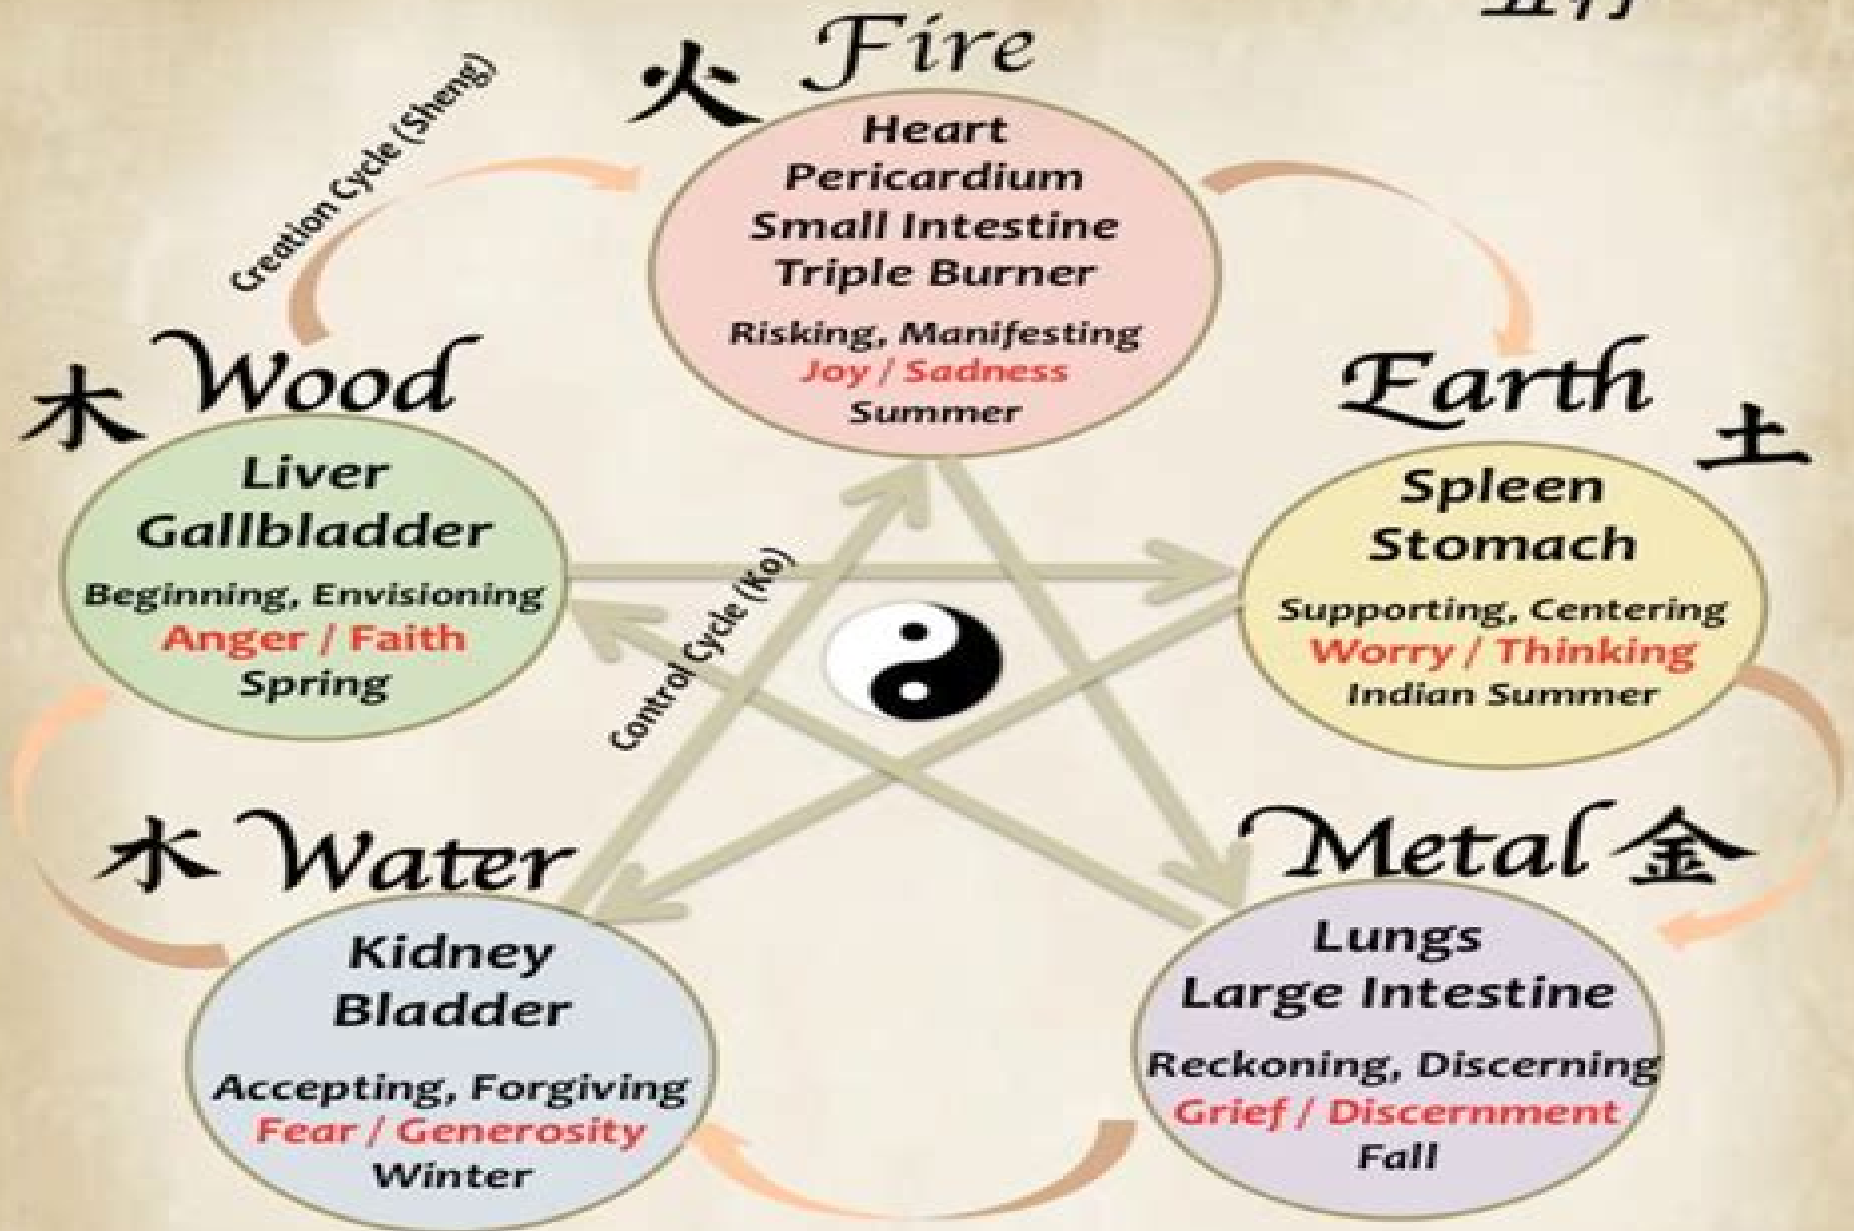 火 Fire
Heart
Pericardium
Small Intestine
Triple Burner
Risking, Manifesting
Joy / Sadness
Summer
Creation Cycle (Sheng)
木 Wood
Liver
Gallbladder
Beginning, Envisioning
Anger / Faith
Spring
Earth 土
Spleen
Stomach
Supporting, Centering
Worry / Thinking
Indian Summer
Control Cycle (Ko)
水 Water
Kidney
Bladder
Accepting, Forgiving
Fear / Generosity
Winter
Metal 金
Lungs
Large Intestine
Reckoning, Discerning
Grief / Discernment
Fall